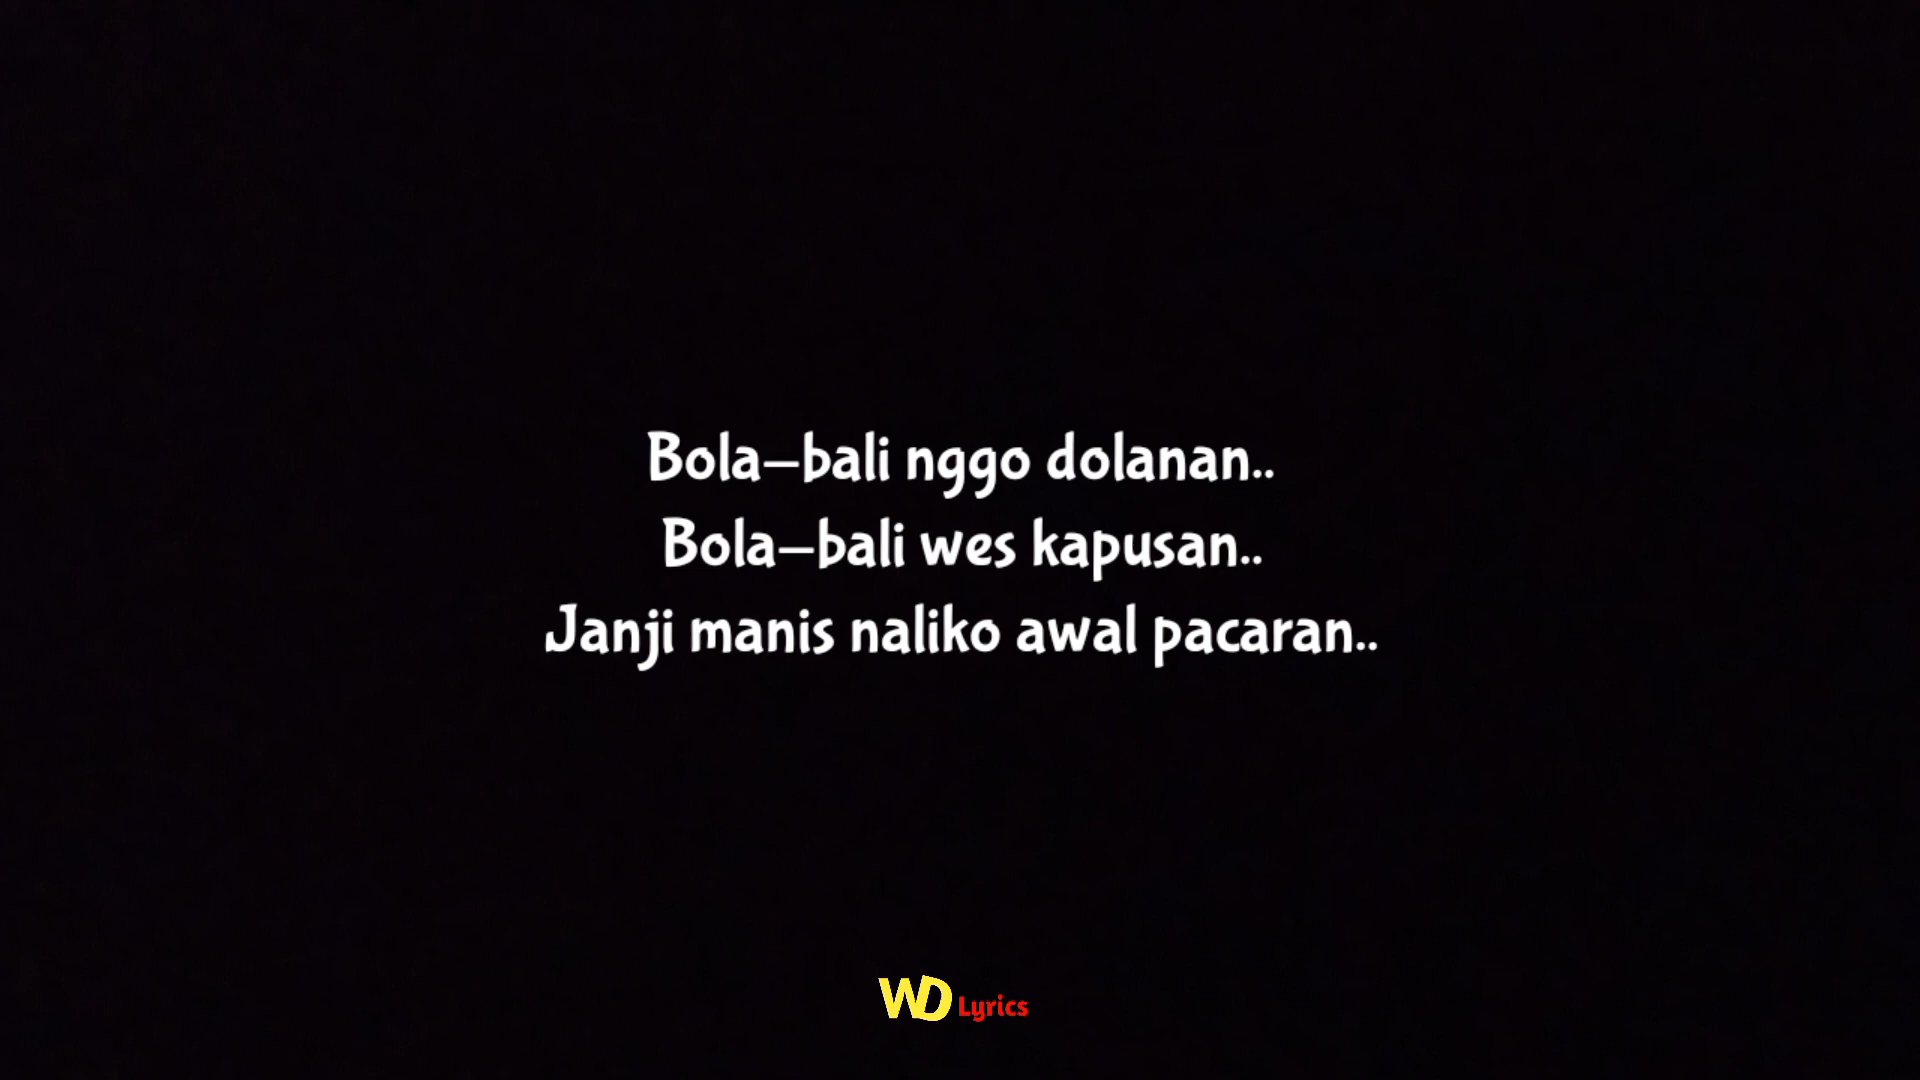 Bola-bali nggo dolanan..
Bola-bali wes kapusan..
Janji manis naliko awal pacaran..
WD Lyrics